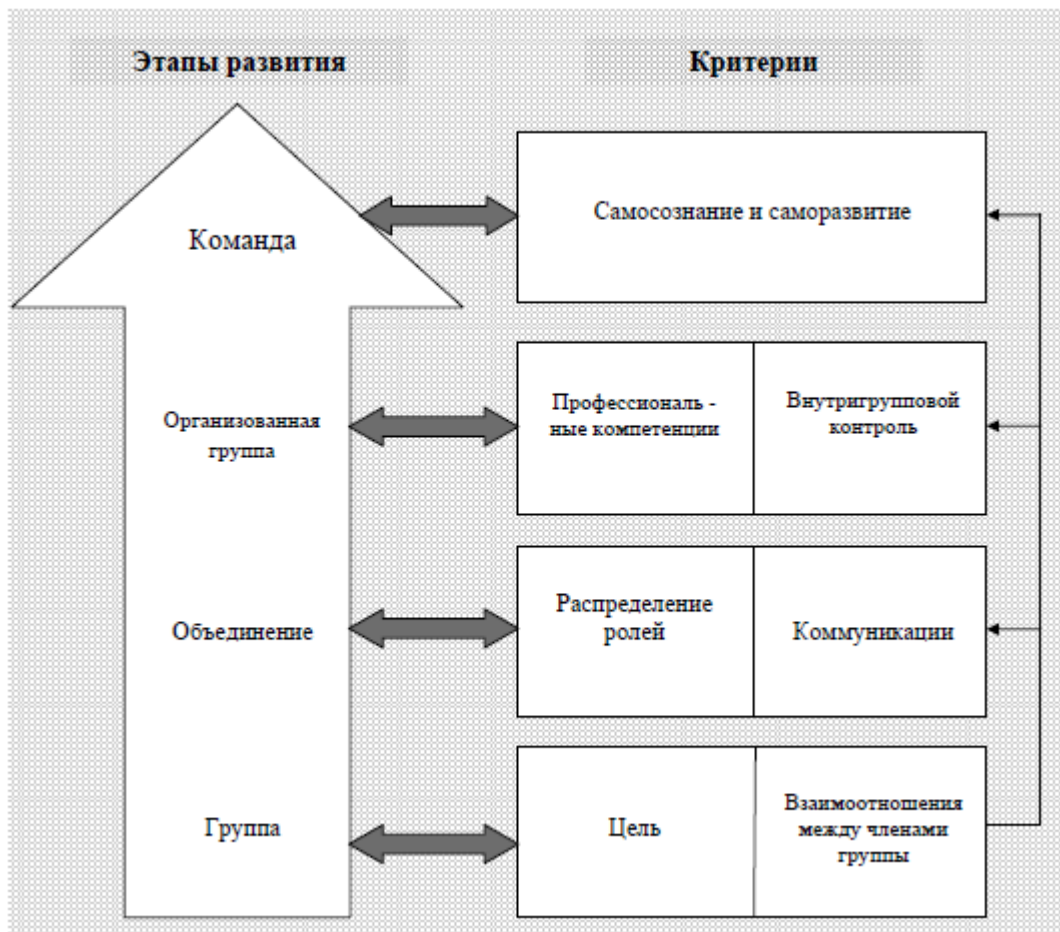 Этапы развития
Критерии
Команда
Самосознание и саморазвитие
Организованная
группа
Профессиональ -
ные компетенции
Внутригрупповой
контроль
Объединение
Распределение
ролей
Коммуникации
Группа
Цель
Взаимоотношения
между членами
группы